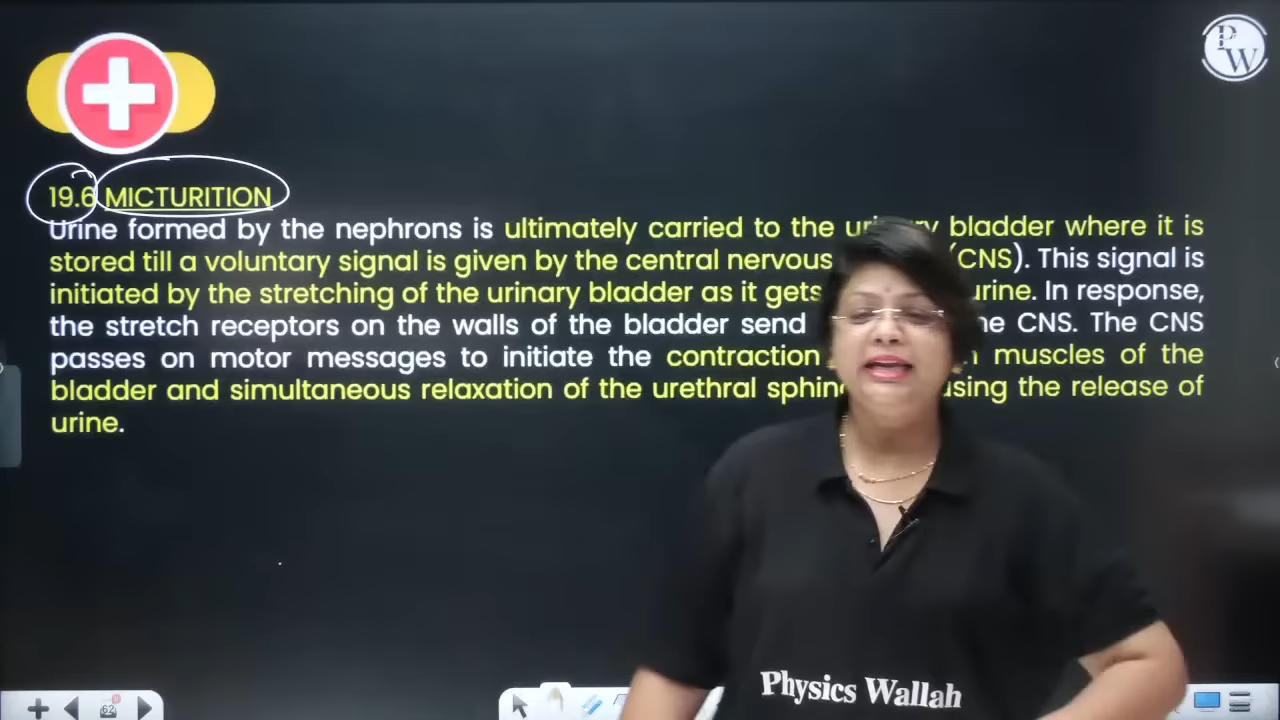 PW
19.6 MICTURITION
Urine formed by the nephrons is ultimately carried to the urinary bladder where it is
stored till a voluntary signal is given by the central nervous (CNS). This signal is
initiated by the stretching of the urinary bladder as it gets urine. In response,
the stretch receptors on the walls of the bladder send the CNS. The CNS
passes on motor messages to initiate the contraction muscles of the
bladder and simultaneous relaxation of the urethral causing the release of
urine.
Physics Wallah
62